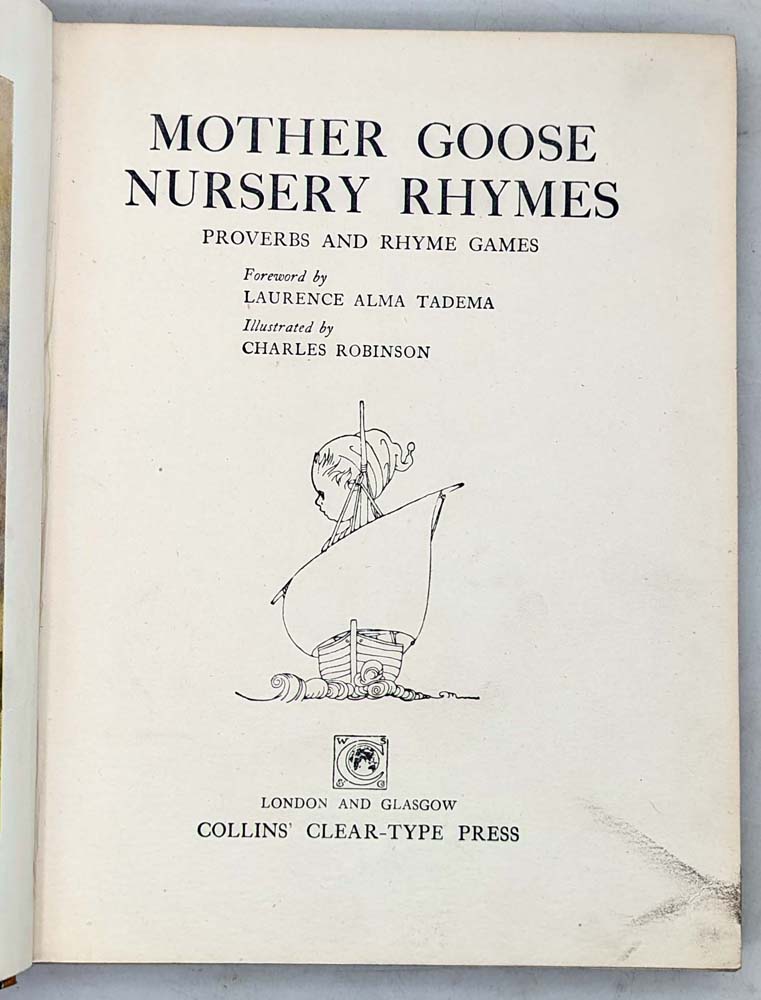 MOTHER GOOSE
NURSERY RHYMES
PROVERBS AND RHYME GAMES
Foreword by
LAURENCE ALMA TADEMA
Illustrated by
CHARLES ROBINSON
W S
C
LONDON AND GLASGOW
COLLINS' CLEAR-TYPE PRESS